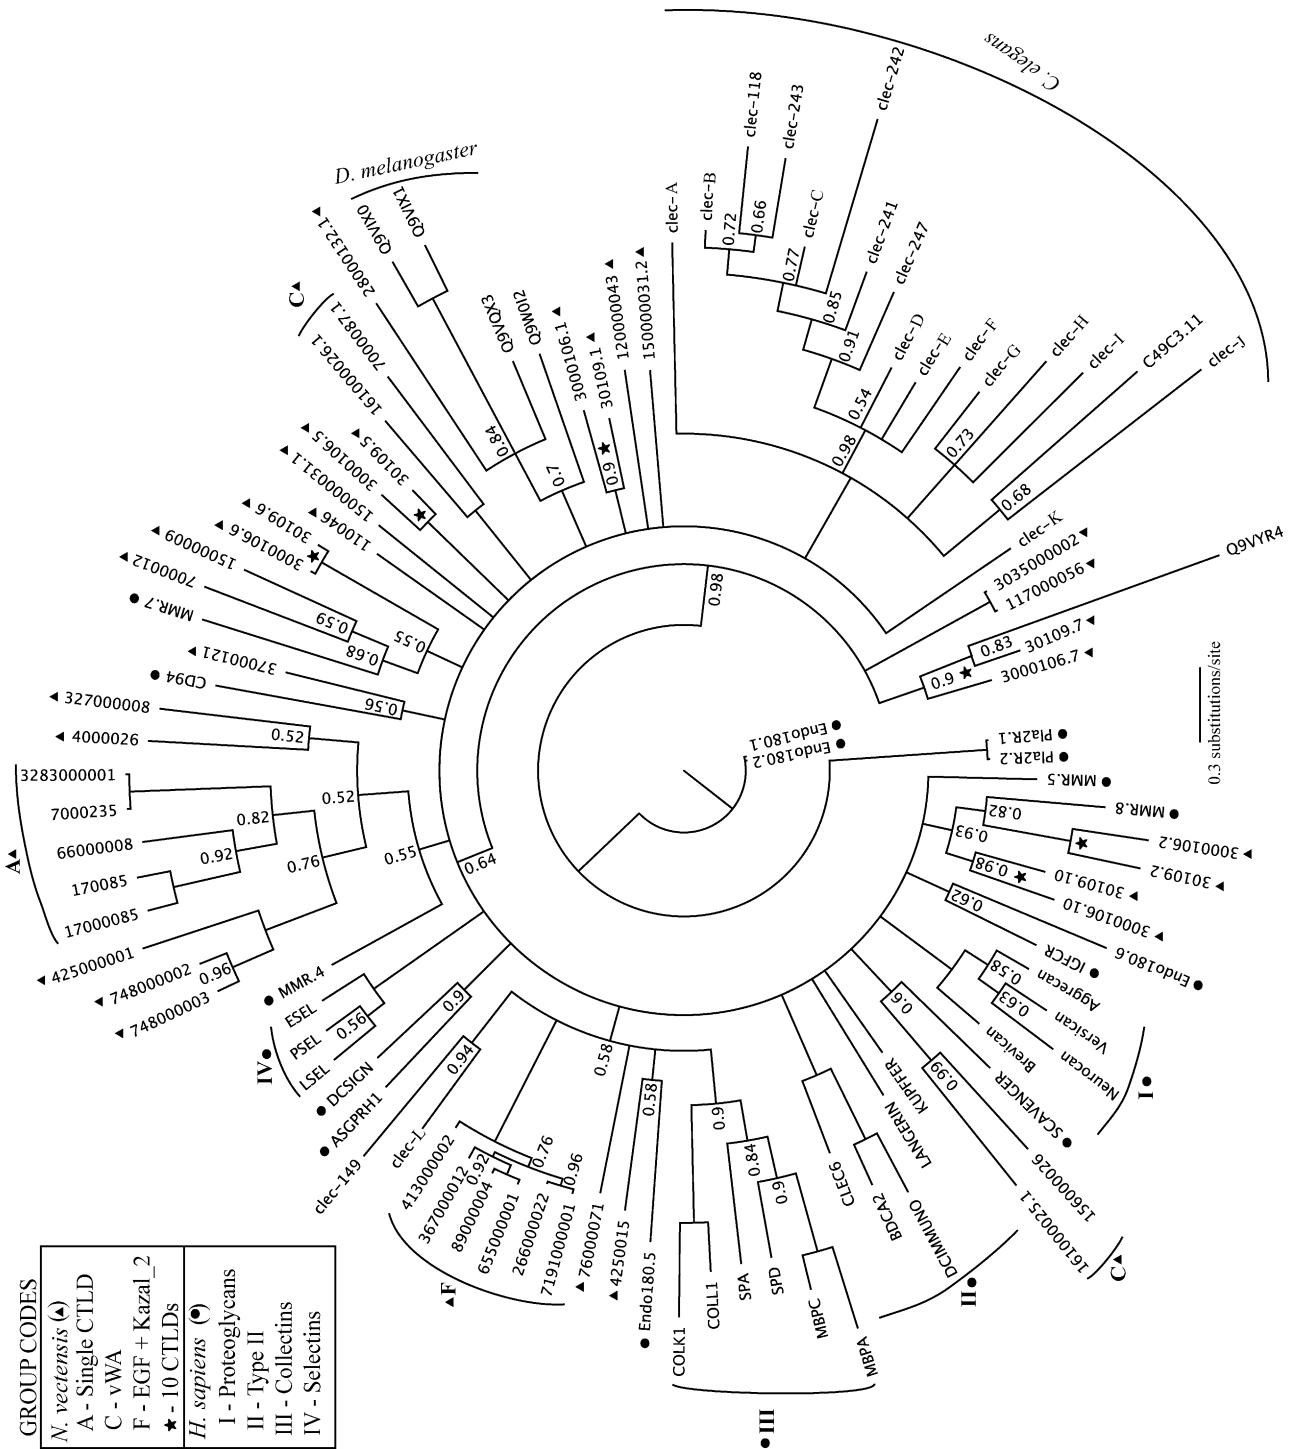 C. elegans
clec-A
clec-B
clec-118
clec-243
clec-C
clec-242
clec-241
clec-247
clec-D
clec-E
clec-F
clec-G
clec-H
clec-I
C49C3.11
clec-J
clec-K
0.72
0.66
0.77
0.85
0.91
0.54
0.98
0.73
0.68
3035000002▲
117000056▲
Q9VYR4
30109.7▲
3000106.7▲
0.83
0.9 ★
0.3 substitutions/site
Endo180.1●
Endo180.2●
Pla2R.1●
Pla2R.2●
MMR.5●
MMR.8●
3000106.2▲
30109.2▲
30109.10▲
3000106.10▲
0.82
0.93
★
0.98 ★
Endo180.6●
IGFCR●
0.62
Aggrecan
Versican
Neurocan
Brevican
0.58
0.63
I●
SCAVENGER●
156000026
1610000025.1
0.6
0.99
C▲
KUPFFER
LANGERIN
DCIMMUNO
BDCA2
CLEC6
II●
MBPA
MBPC
SPD
SPA
COLL1
COLK1
0.9
0.84
0.9
●III
●Endo180.5
▲4250015
▲76000071
0.58
0.58
719100001
266000022
655000001
89000004
367000012
413000002
0.96
0.76
0.92
▲F
clec-L
clec-149
0.94
●ASGPRH1
●DCSIGN
0.9
LSEL
PSEL
ESEL
0.56
IV●
●MMR.4
▲748000003
▲748000002
▲425000001
0.96
17000085
170085
66000008
7000235
3283000001
0.92
0.82
0.76
0.52
0.55
0.64
A▲
▲4000026
▲327000008
0.52
●CD94
▲37000121
0.56
●MMR.7
▲7000012
▲15000009
0.59
0.68
0.55
▲3000106.6
▲30109.6
★
▲110046
▲150000031.1
▲3000106.5
▲30109.5
★
1610000026.1
7000087.1
C▲
280000132.1▲
Q9VIX0
Q9VIX1
D. melanogaster
Q9VQX3
Q9W0I2
0.84
0.7
3000106.1▲
30109.1▲
0.9 ★
120000043▲
150000031.2▲
0.98
GROUP CODES
N. vectensis (▲)
A - Single CTLD
C - vWA
F - EGF + Kazal_2
★ - 10 CTLDs
H. sapiens (●)
I - Proteoglycans
II - Type II
III - Collectins
IV - Selectins